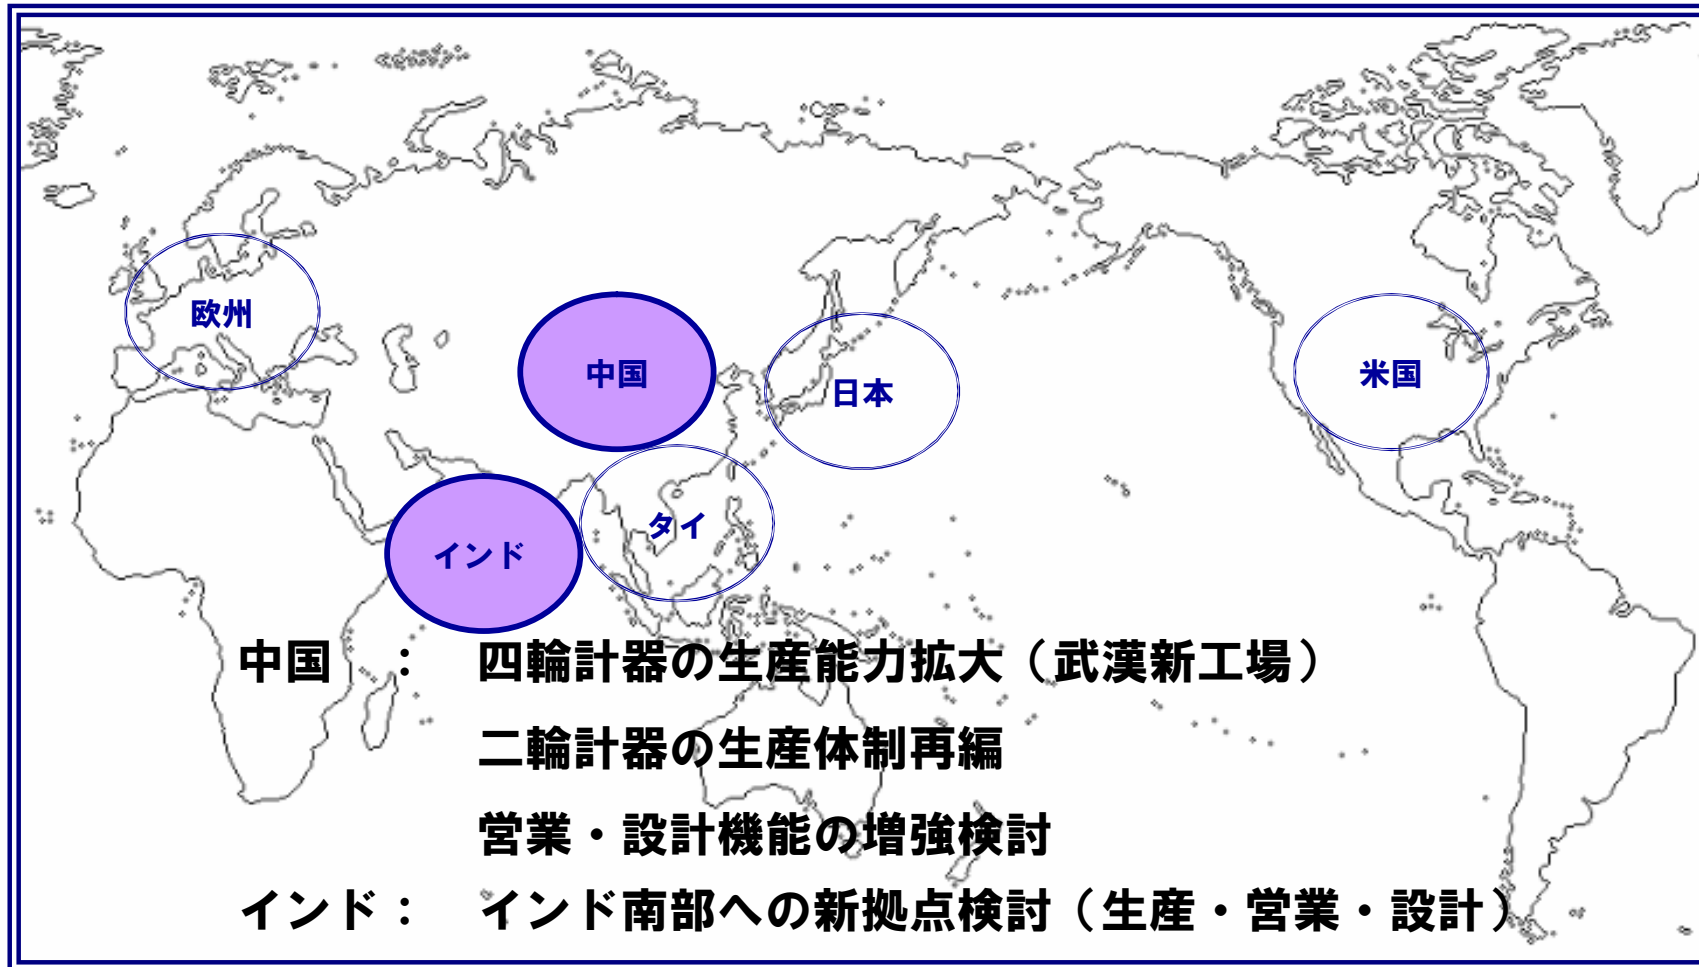 欧州
中国
日本
米国
タイ
インド
中国 ： 四輪計器の生産能力拡大（武漢新工場）
二輪計器の生産体制再編
営業・設計機能の増強検討
インド： インド南部への新拠点検討（生産・営業・設計）